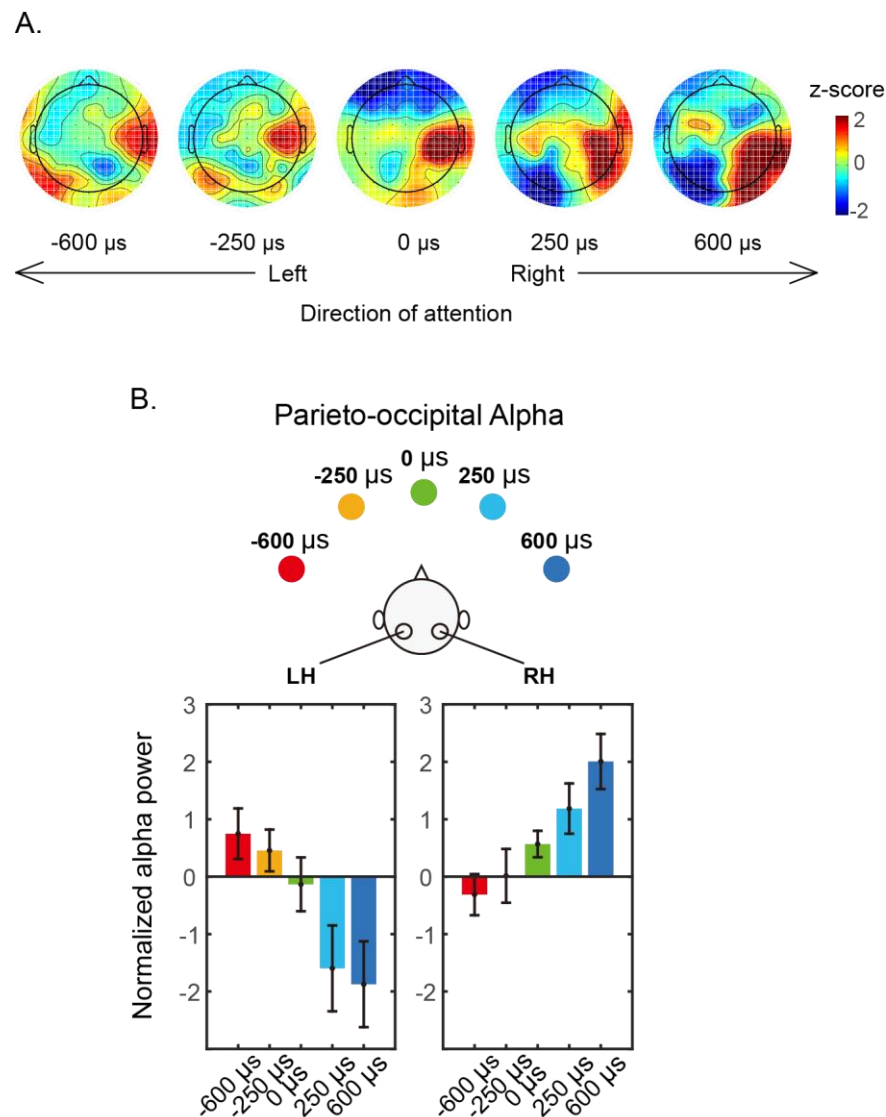 A.
z-score
2
0
-2
-600 µs
-250 µs
0 µs
250 µs
600 µs
Left
Right
Direction of attention
B.
Parieto-occipital Alpha
0 µs
-250 µs
250 µs
-600 µs
600 µs
LH
RH
Normalized alpha power
3
2
1
0
-1
-2
3
2
1
0
-1
-2
-600 µs
-250 µs
0 µs
250 µs
600 µs
-600 µs
-250 µs
0 µs
250 µs
600 µs